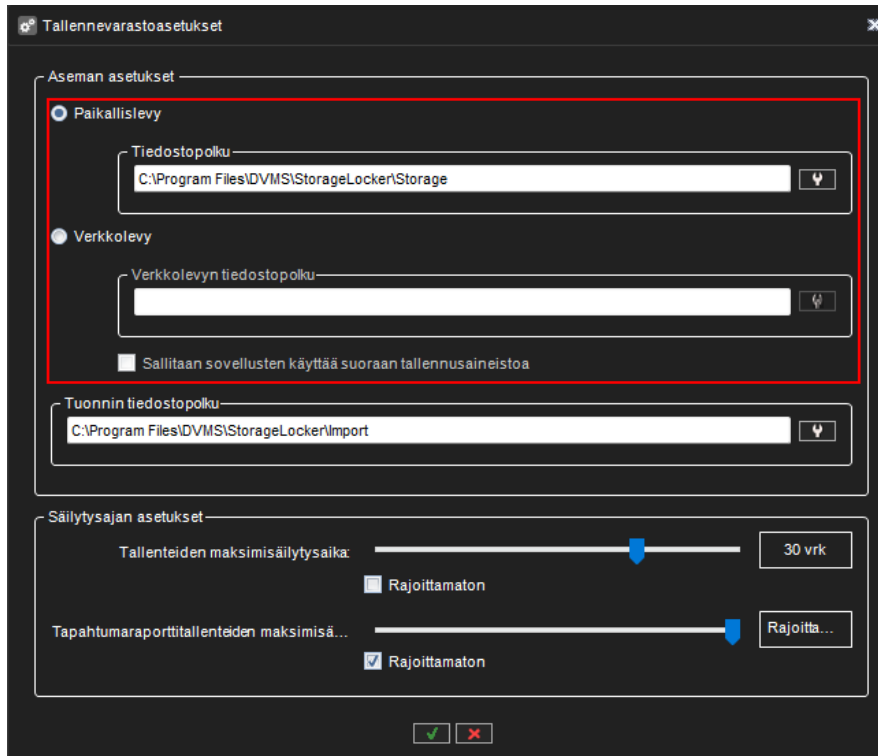 Tallennevarastoasetukset
Aseman asetukset
Paikallislevy
Tiedostopolku
C:\Program Files\DVMS\StorageLocker\Storage
Verkkolevy
Verkkolevyn tiedostopolku
Sallitaan sovellusten käyttää suoraan tallennusaineistoa
Tuonnin tiedostopolku
C:\Program Files\DVMS\StorageLocker\Import
Säilytysajan asetukset
Tallenteiden maksimisäilytysaika: 30 vrk
Rajoittamaton
Tapahtumaraporttitallenteiden maksimisä... Rajoitta...
Rajoittamaton